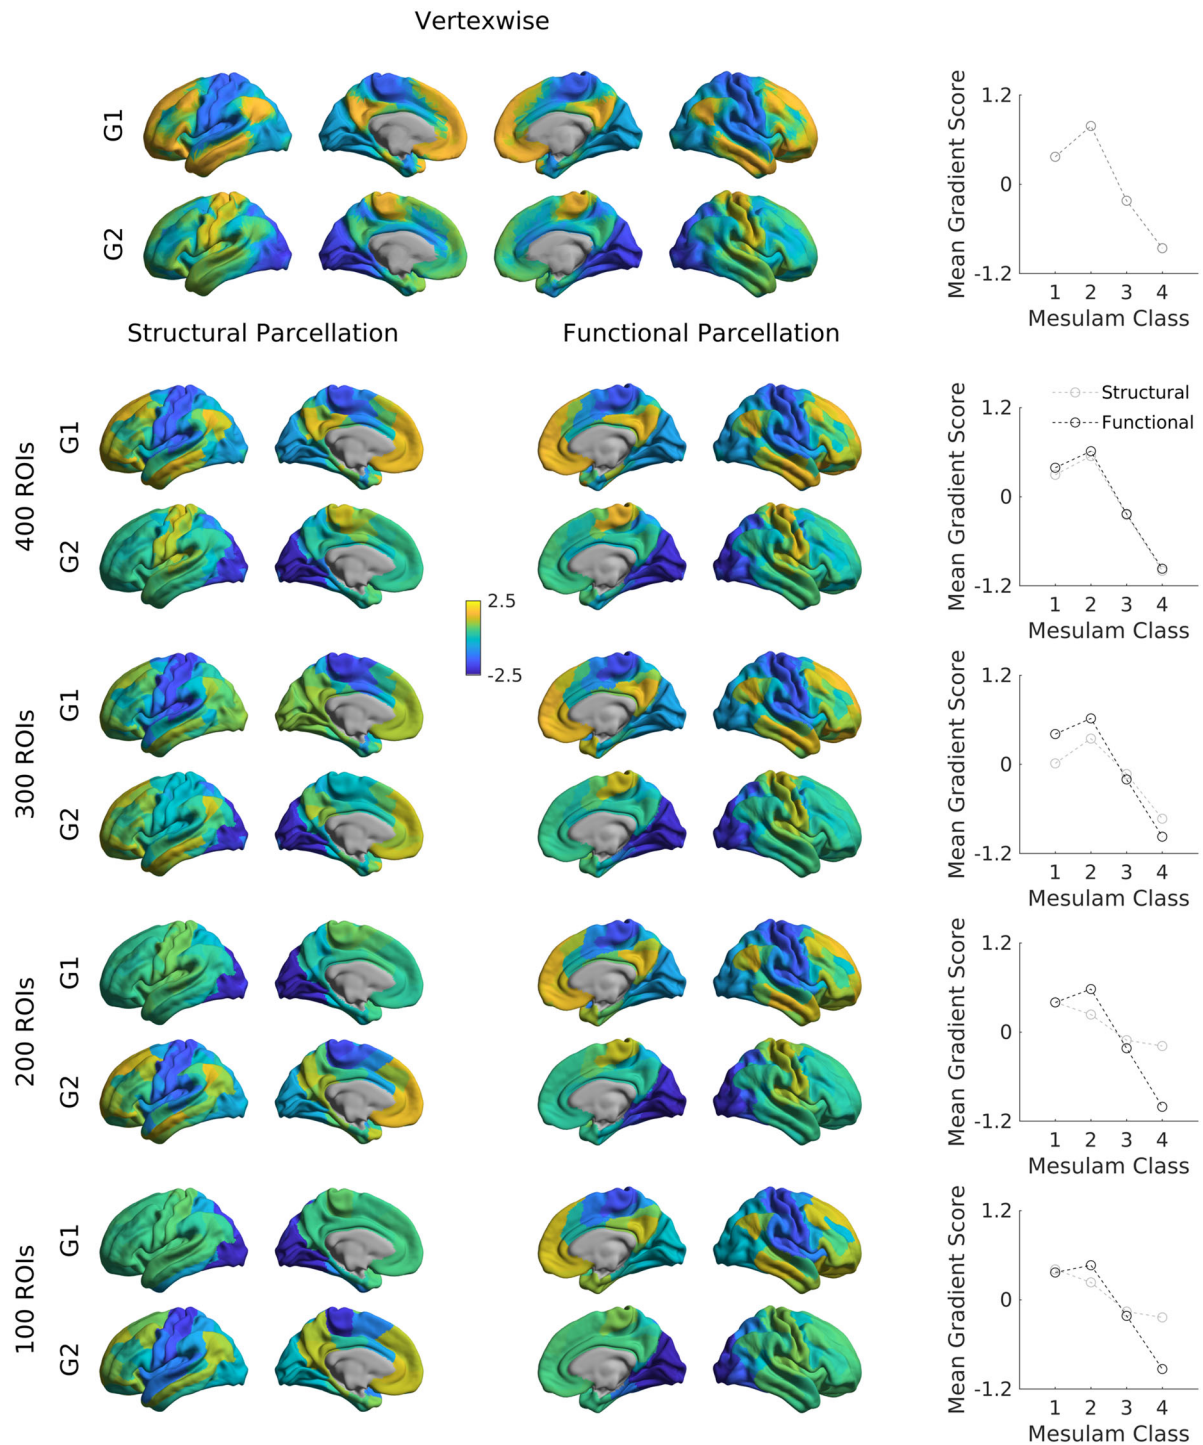 Vertexwise
G1
G2
Mean Gradient Score
1.2
0
-1.2
1 2 3 4
Mesulam Class
Structural Parcellation
Functional Parcellation
400 ROIs
G1
G2
2.5
-2.5
Structural
Functional
Mean Gradient Score
1.2
0
-1.2
1 2 3 4
Mesulam Class
300 ROIs
G1
G2
Mean Gradient Score
1.2
0
-1.2
1 2 3 4
Mesulam Class
200 ROIs
G1
G2
Mean Gradient Score
1.2
0
-1.2
1 2 3 4
Mesulam Class
100 ROIs
G1
G2
Mean Gradient Score
1.2
0
-1.2
1 2 3 4
Mesulam Class